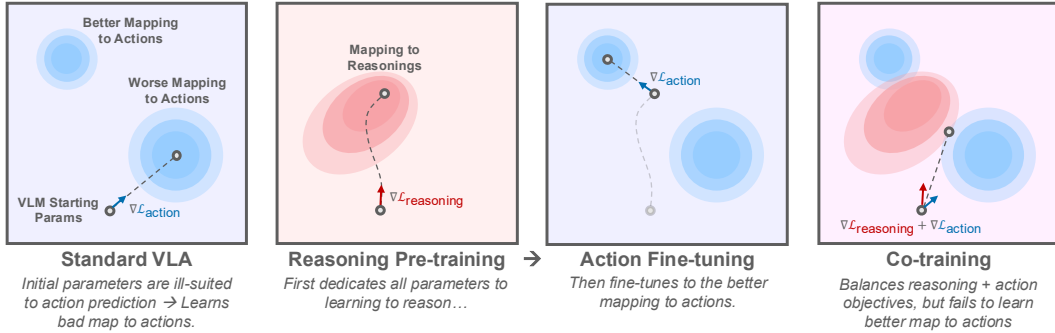 Better Mapping
to Actions
Worse Mapping
to Actions
VLM Starting
Params
∇ℒaction
Standard VLA
Initial parameters are ill-suited
to action prediction → Learns
bad map to actions.
Mapping to
Reasonings
∇ℒreasoning
Reasoning Pre-training →
First dedicates all parameters to
learning to reason…
∇ℒaction
Action Fine-tuning
Then fine-tunes to the better
mapping to actions.
∇ℒreasoning + ∇ℒaction
Co-training
Balances reasoning + action
objectives, but fails to learn
better map to actions